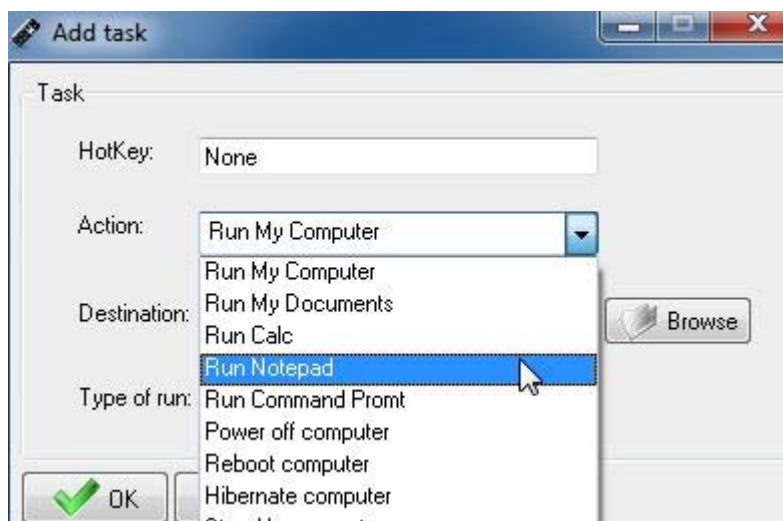 Add task
Task
HotKey: None
Action: Run My Computer
Run My Computer
Run My Documents
Run Calc
Destination: Browse
Run Notepad
Type of run: Run Command Promt
Power off computer
Reboot computer
OK
Hibernate computer